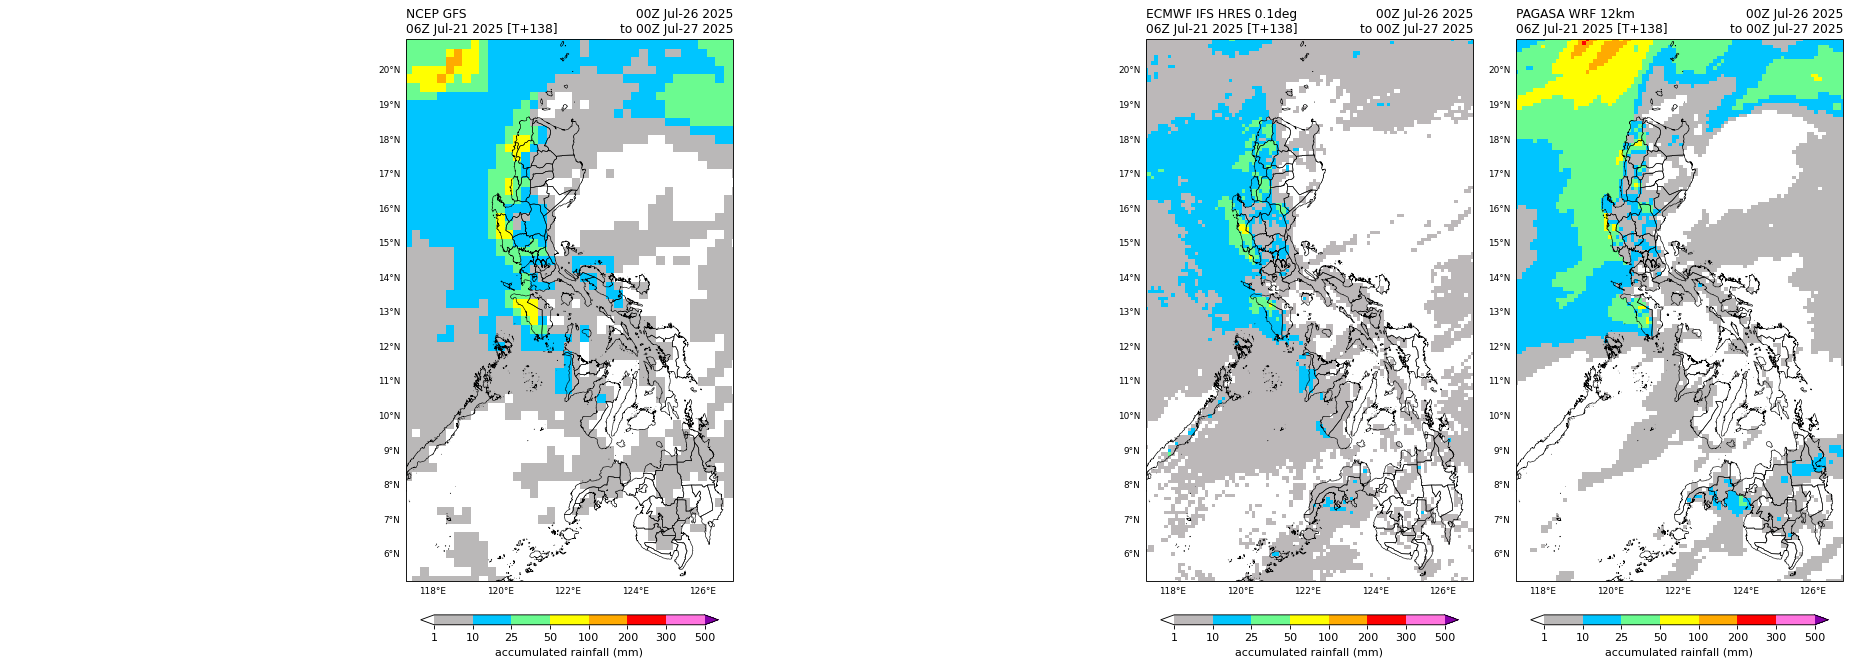 NCEP GFS 00Z Jul-26 2025
06Z Jul-21 2025 [T+138] to 00Z Jul-27 2025
20°N
19°N
18°N
17°N
16°N
15°N
14°N
13°N
12°N
11°N
10°N
9°N
8°N
7°N
6°N
118°E 120°E 122°E 124°E 126°E
1 10 25 50 100 200 300 500
accumulated rainfall (mm)
ECMWF IFS HRES 0.1deg 00Z Jul-26 2025
06Z Jul-21 2025 [T+138] to 00Z Jul-27 2025
20°N
19°N
18°N
17°N
16°N
15°N
14°N
13°N
12°N
11°N
10°N
9°N
8°N
7°N
6°N
118°E 120°E 122°E 124°E 126°E
1 10 25 50 100 200 300 500
accumulated rainfall (mm)
PAGASA WRF 12km 00Z Jul-26 2025
06Z Jul-21 2025 [T+138] to 00Z Jul-27 2025
20°N
19°N
18°N
17°N
16°N
15°N
14°N
13°N
12°N
11°N
10°N
9°N
8°N
7°N
6°N
118°E 120°E 122°E 124°E 126°E
1 10 25 50 100 200 300 500
accumulated rainfall (mm)